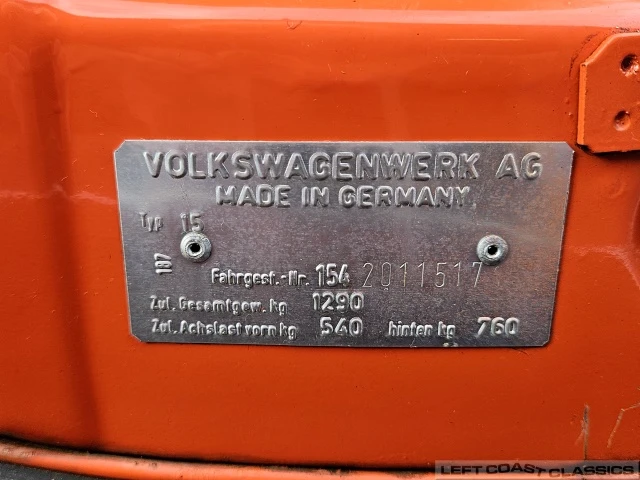 VOLKSWAGENWERK AG
MADE IN GERMANY.
Typ 15
187
Fahrgest.-Nr. 154 2011517
Zul. Gesamtgew. kg 1290
Zul. Achslast vorn kg 540 hinten kg 760
LEFT COAST CLASSICS